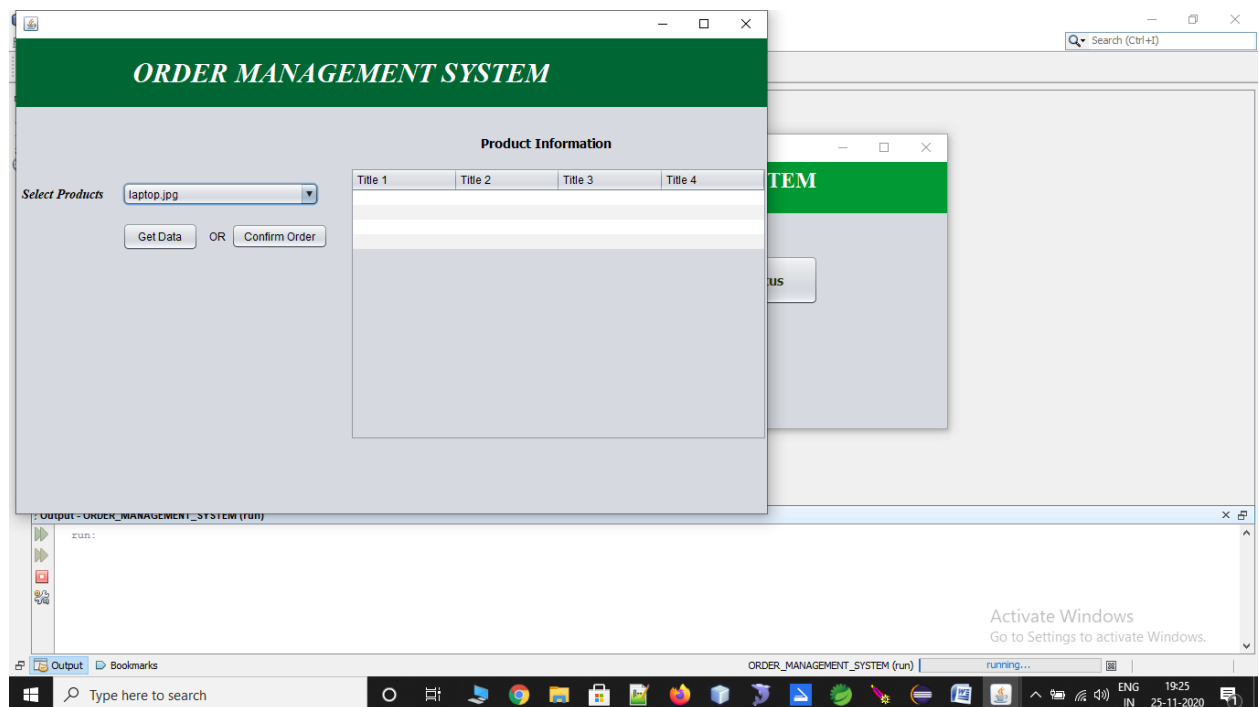 Search (Ctrl+I)
ORDER MANAGEMENT SYSTEM
Product Information
TEM
Select Products
laptop.jpg
Title 1 Title 2 Title 3 Title 4
Get Data OR Confirm Order
tus
Output - ORDER_MANAGEMENT_SYSTEM (run)
run:
Activate Windows
Go to Settings to activate Windows.
Output Bookmarks ORDER_MANAGEMENT_SYSTEM (run) running...
Type here to search
ENG 19:25
IN 25-11-2020